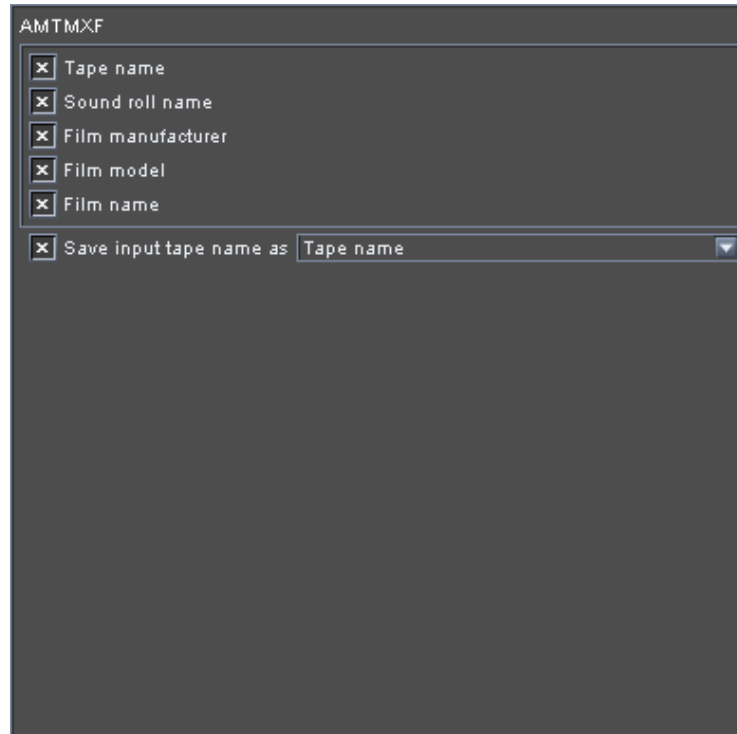 AMTMXF
Tape name
Sound roll name
Film manufacturer
Film model
Film name
Save input tape name as Tape name